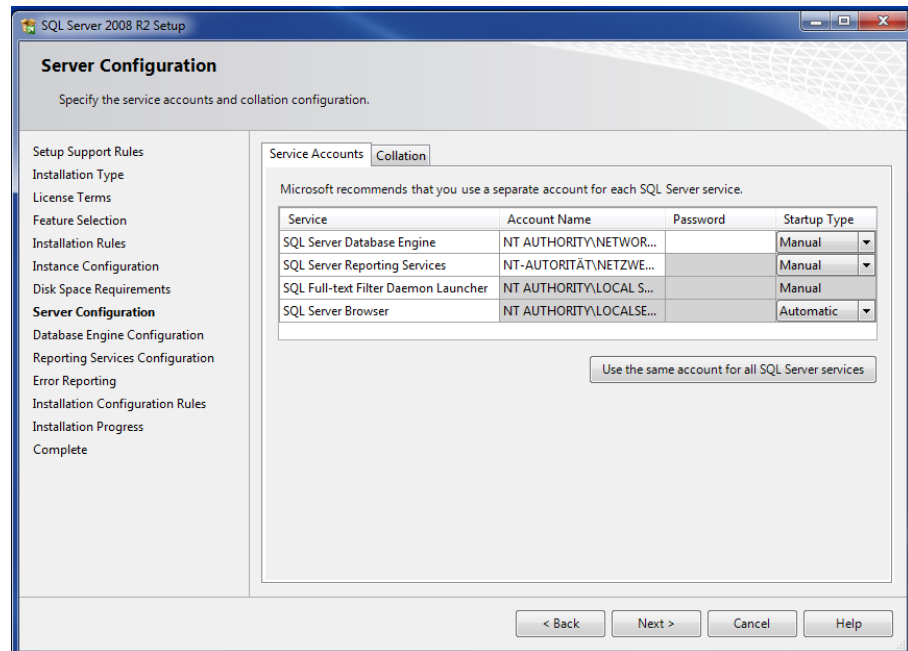 SQL Server 2008 R2 Setup
Server Configuration
Specify the service accounts and collation configuration.
Setup Support Rules
Installation Type
License Terms
Feature Selection
Installation Rules
Instance Configuration
Disk Space Requirements
Server Configuration
Database Engine Configuration
Reporting Services Configuration
Error Reporting
Installation Configuration Rules
Installation Progress
Complete
Service Accounts Collation
Microsoft recommends that you use a separate account for each SQL Server service.
Service Account Name Password Startup Type
SQL Server Database Engine NT AUTHORITY\NETWOR... Manual
SQL Server Reporting Services NT-AUTORITÄT\NETZWE... Manual
SQL Full-text Filter Daemon Launcher NT AUTHORITY\LOCAL S... Manual
SQL Server Browser NT AUTHORITY\LOCALSE... Automatic
Use the same account for all SQL Server services
< Back Next > Cancel Help